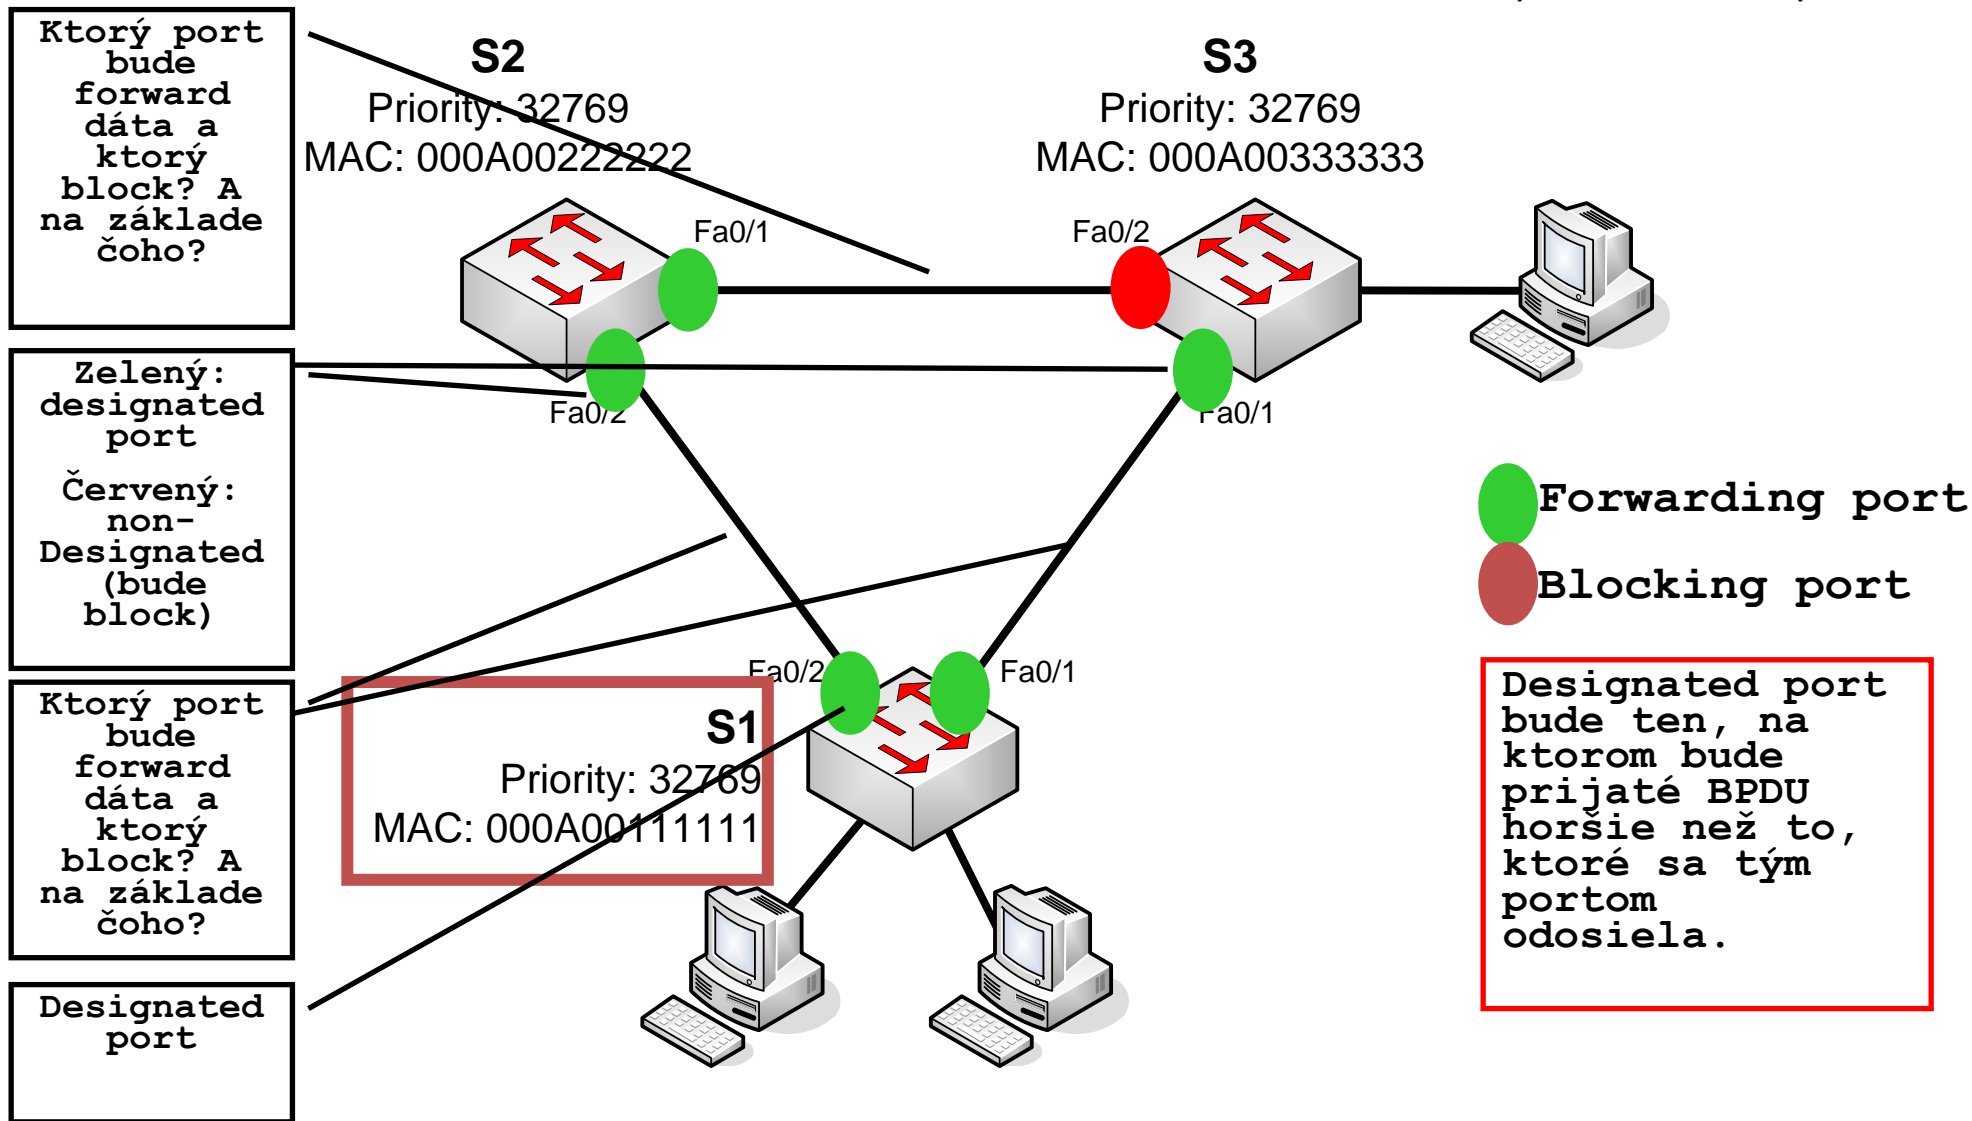 Ktorý port
bude
forward
dáta a
ktorý
block? A
na základe
čoho?
S2
Priority: 32769
MAC: 000A00222222
S3
Priority: 32769
MAC: 000A00333333
Fa0/1
Fa0/2
Zelený:
designated
port
Červený:
non-
Designated
(bude
block)
Fa0/2
Fa0/1
Forwarding port
Blocking port
Ktorý port
bude
forward
dáta a
ktorý
block? A
na základe
čoho?
Fa0/2
Fa0/1
S1
Priority: 32769
MAC: 000A00111111
Designated port
bude ten, na
ktorom bude
prijaté BPDU
horšie než to,
ktoré sa tým
portom
odosiela.
Designated
port